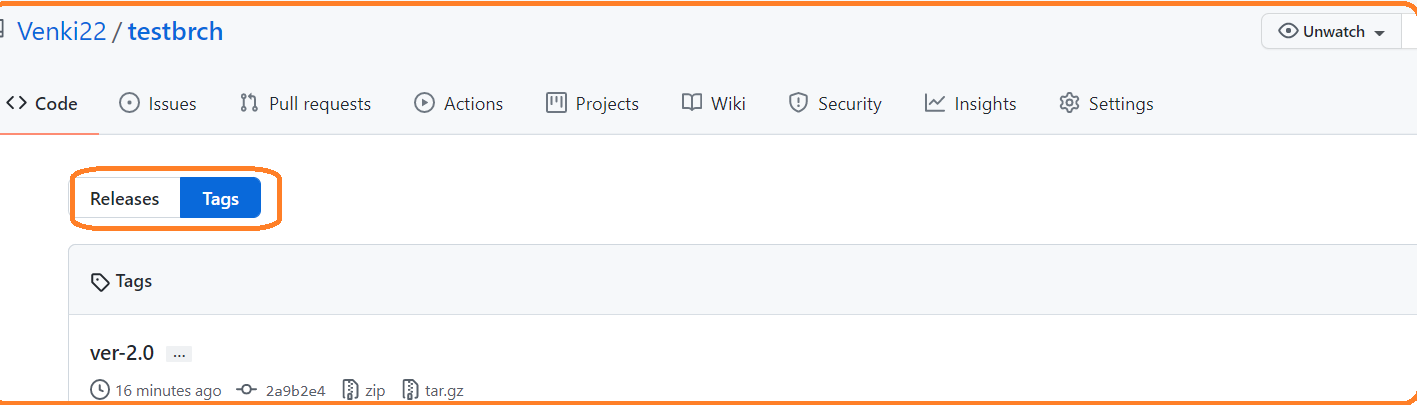 Venki22 / testbrch Unwatch
Code Issues Pull requests Actions Projects Wiki Security Insights Settings
Releases Tags
Tags
ver-2.0 ...
16 minutes ago 2a9b2e4 zip tar.gz